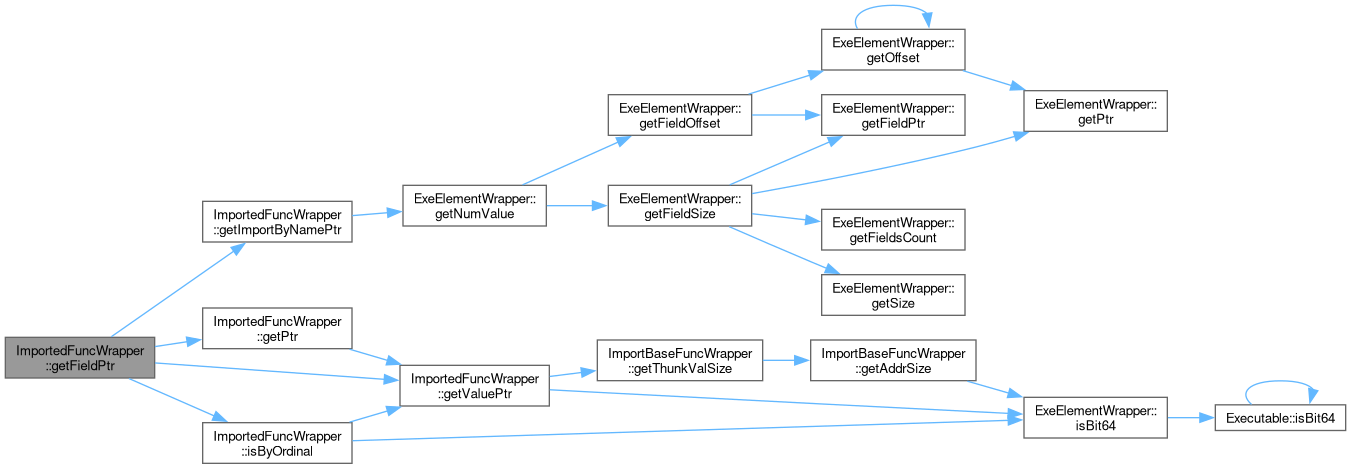 ExeElementWrapper::
getOffset
ExeElementWrapper::
getFieldOffset
ExeElementWrapper::
getFieldPtr
ExeElementWrapper::
getPtr
ExeElementWrapper::
getNumValue
ExeElementWrapper::
getFieldSize
ImportedFuncWrapper
::getImportByNamePtr
ExeElementWrapper::
getFieldsCount
ExeElementWrapper::
getSize
ImportedFuncWrapper
::getPtr
ImportedFuncWrapper
::getFieldPtr
ImportBaseFuncWrapper
::getThunkValSize
ImportBaseFuncWrapper
::getAddrSize
ImportedFuncWrapper
::getValuePtr
ExeElementWrapper::
isBit64
Executable::isBit64
ImportedFuncWrapper
::isByOrdinal